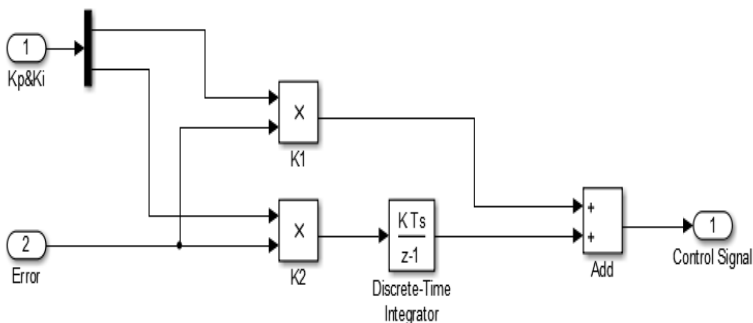 1
Kp&Ki
×
K1
2
Error
×
K2
K Ts
z-1
Discrete-Time
Integrator
+
+
Add
1
Control Signal